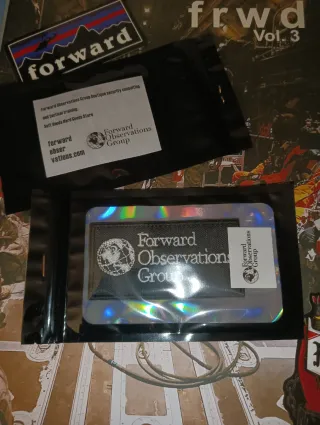 frwd
Vol. 3
forward
Forward Observations Group
and
forward
obser
vations.com
Forward
Observations
Group
Forward
Observations
Group
Forward
Observations
Group